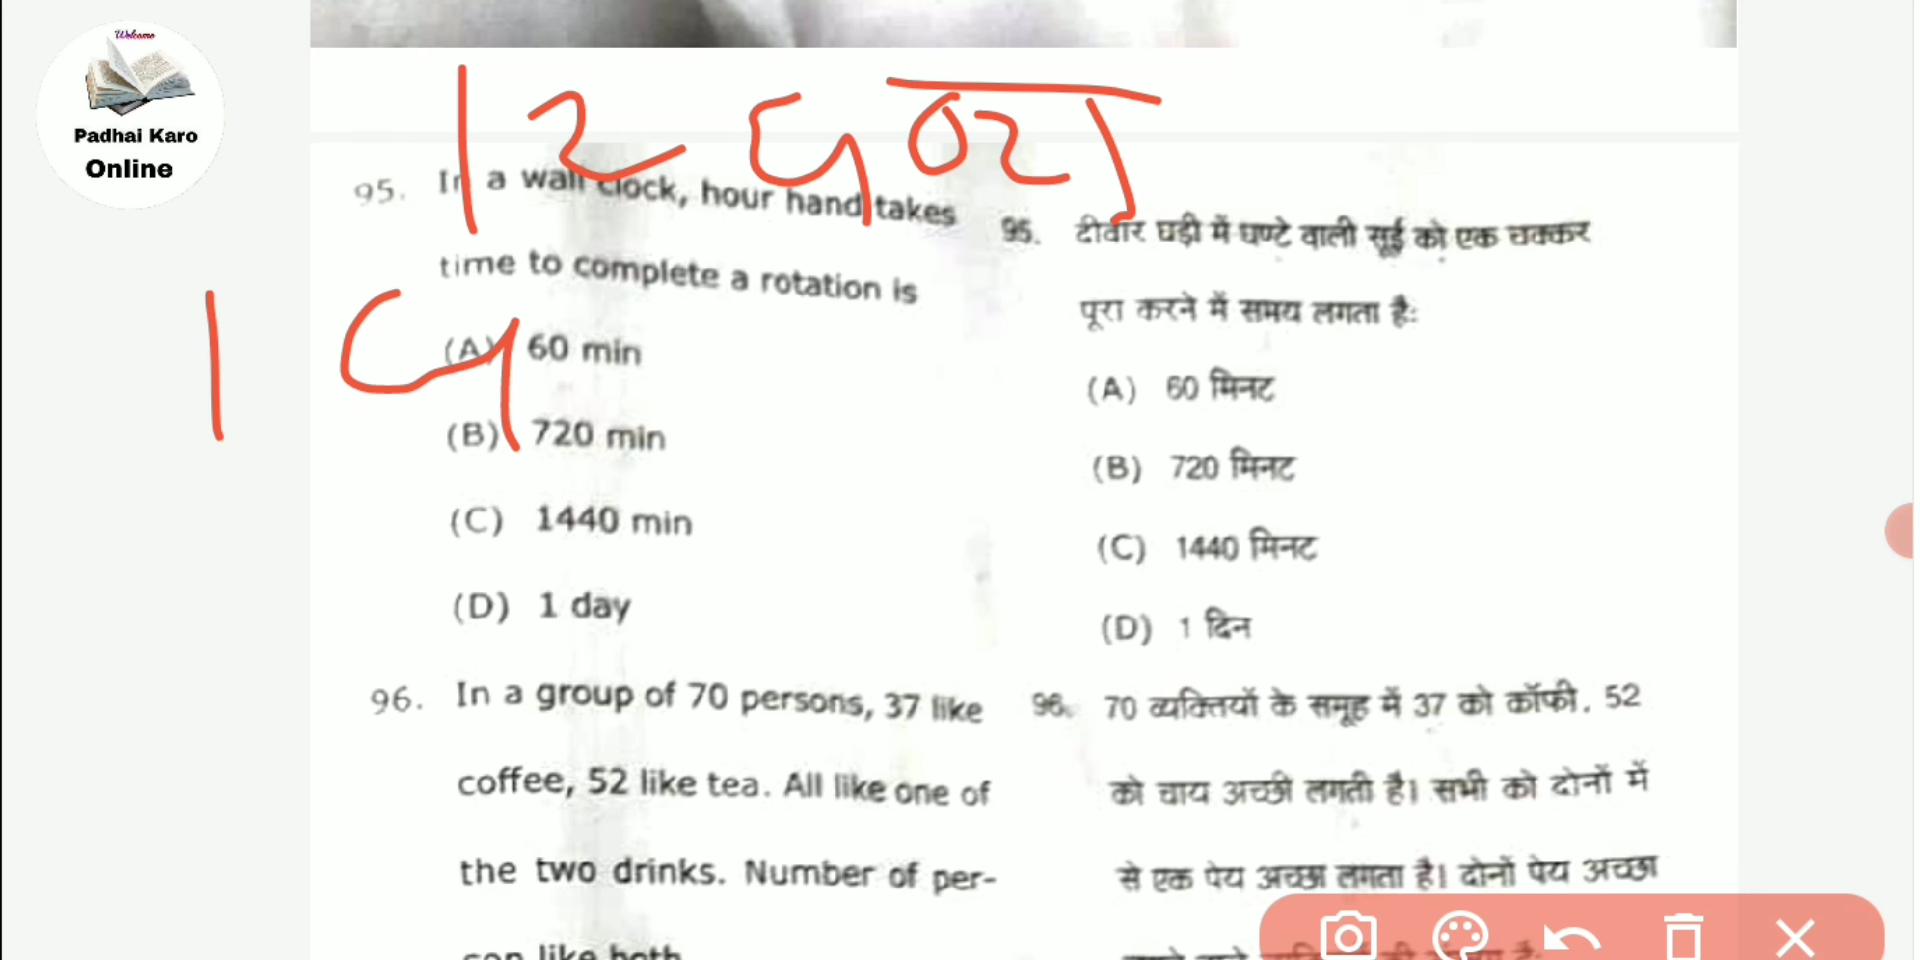 Welcome
Padhai Karo
Online
12 घण्टा
95. In a wall clock, hour hand takes
time to complete a rotation is
(A) 60 min
(B) 720 min
(C) 1440 min
(D) 1 day
96. In a group of 70 persons, 37 like
coffee, 52 like tea. All like one of
the two drinks. Number of per-
son like both
95. दीवार घड़ी में घण्टे वाली सूई को एक चक्कर
पूरा करने में समय लगता है:
(A) 60 मिनट
(B) 720 मिनट
(C) 1440 मिनट
(D) 1 दिन
96. 70 व्यक्तियों के समूह में 37 को कॉफी, 52
को चाय अच्छी लगती है। सभी को दोनों में
से एक पेय अच्छा लगता है। दोनों पेय अच्छा
1 घ